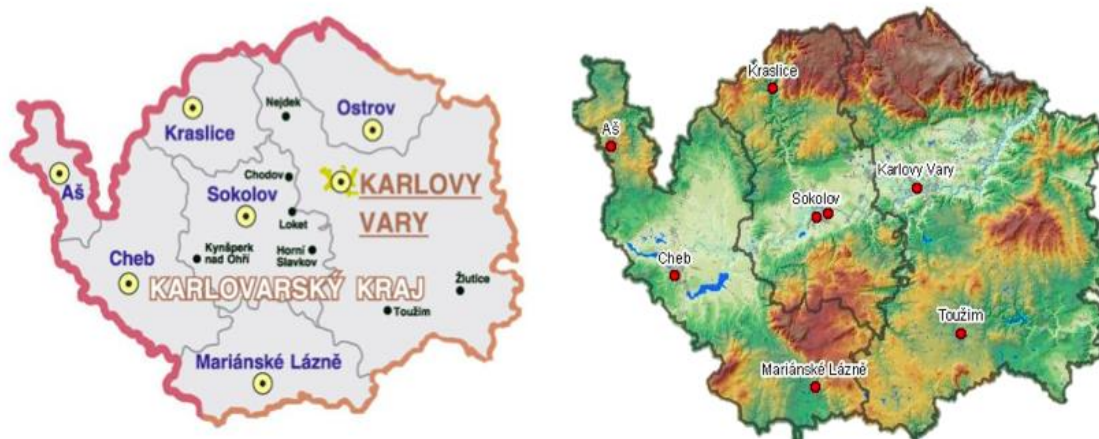 Nejdek
Ostrov
Kraslice
Aš
Chodov
KARLOVY
VARY
Sokolov
Loket
Kynšperk
nad Ohří
Horní
Slavkov
Cheb
KARLOVARSKÝ KRAJ
Žlutice
Toužim
Mariánské Lázně
Kraslice
Aš
Karlovy Vary
Sokolov
Cheb
Toužim
Mariánské Lázně